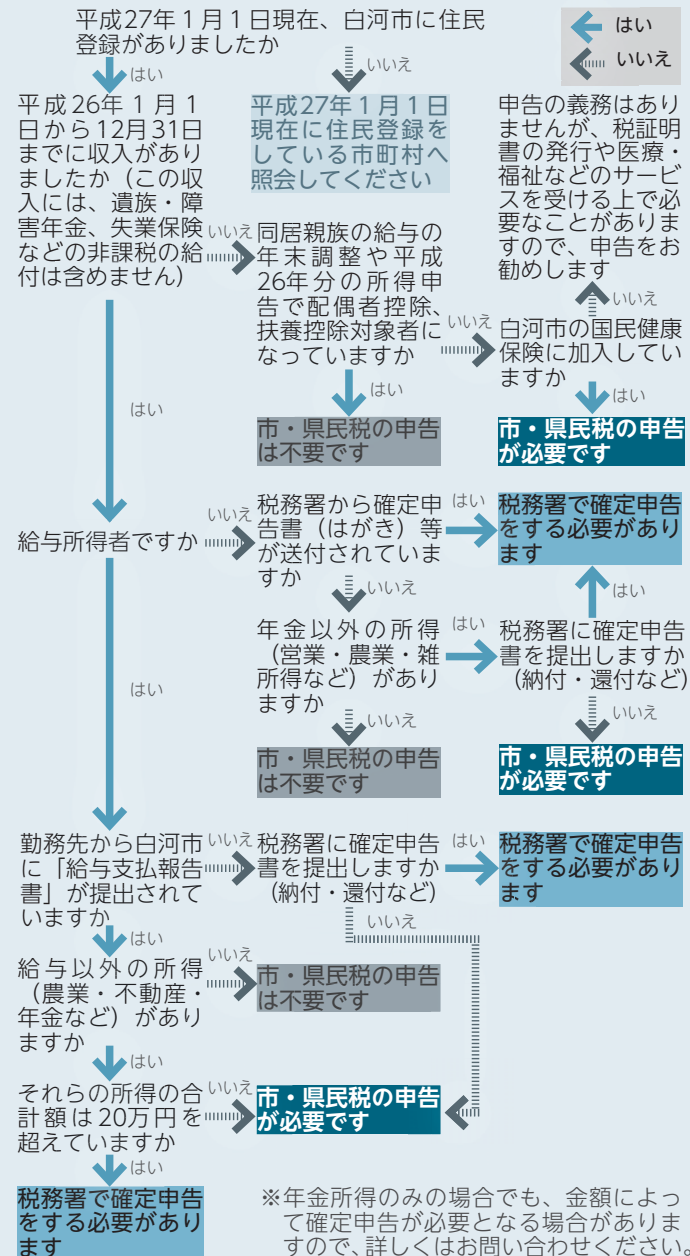 平成27年1月1日現在、白河市に住民
登録がありましたか
はい
いいえ
はい
いいえ
平成26年1月1
日から12月31日
までに収入があり
ましたか（この収
入には、遺族・障
害年金、失業保険
などの非課税の給
付は含めません）
平成27年1月1日
現在に住民登録を
している市町村へ
照会してください
申告の義務はあり
ませんが、税証明
書の発行や医療・
福祉などのサービ
スを受ける上で必
要なことがありま
すので、申告をお
勧めします
いいえ
同居親族の給与の
年末調整や平成
26年分の所得申
告で配偶者控除、
扶養控除対象者に
なっていますか
いいえ
いいえ
白河市の国民健康
保険に加入してい
ますか
はい
はい
はい
市・県民税の申告
は不要です
市・県民税の申告
が必要です
給与所得者ですか
いいえ
税務署から確定申
告書（はがき）等
が送付されていま
すか
はい
税務署で確定申告
をする必要があり
ます
いいえ
はい
年金以外の所得
（営業・農業・雑
所得など）があり
ますか
はい
税務署に確定申告
書を提出しますか
（納付・還付など）
はい
いいえ
いいえ
市・県民税の申告
は不要です
市・県民税の申告
が必要です
勤務先から白河市
に「給与支払報告
書」が提出されて
いますか
いいえ
税務署に確定申告
書を提出しますか
（納付・還付など）
はい
税務署で確定申告
をする必要があり
ます
いいえ
はい
給与以外の所得
（農業・不動産・
年金など）があり
ますか
いいえ
市・県民税の申告
は不要です
はい
それらの所得の合
計額は20万円を
超えていますか
いいえ
市・県民税の申告
が必要です
はい
税務署で確定申告
をする必要があり
ます
※年金所得のみの場合でも、金額によっ
て確定申告が必要となる場合がありま
すので、詳しくはお問い合わせください。